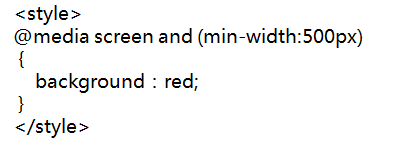 <style>
@media screen and (min-width:500px)
{
background：red;
}
</style>